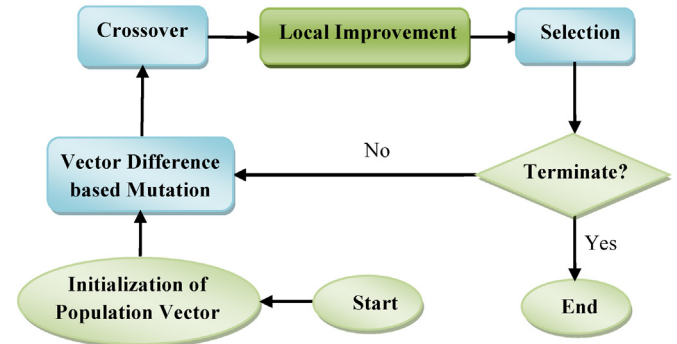 Crossover
Local Improvement
Selection
Vector Difference
based Mutation
No
Terminate?
Yes
Initialization of
Population Vector
Start
End